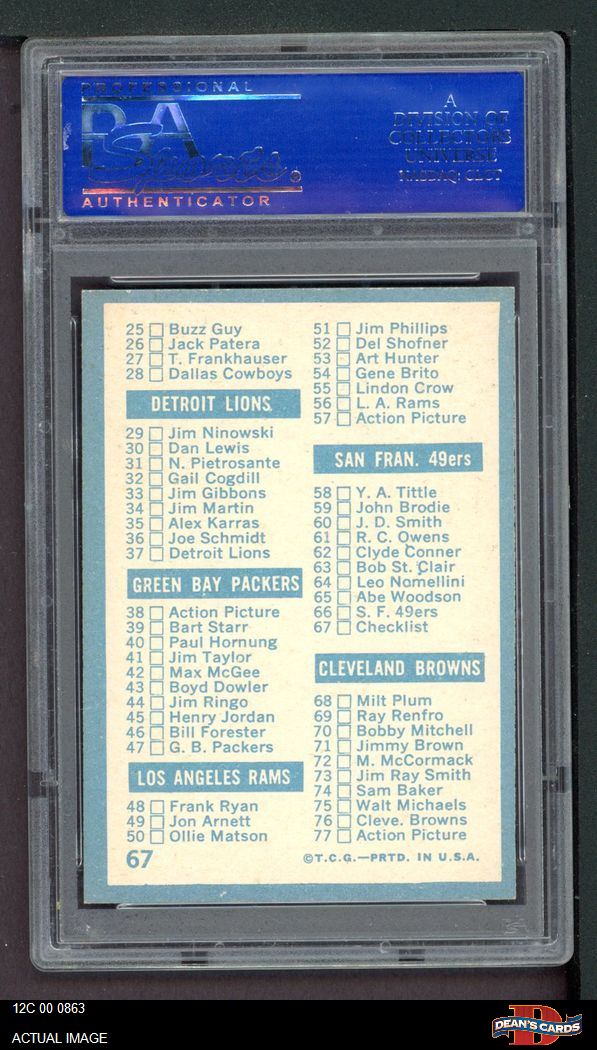 PROFESSIONAL
PSA
Sports
AUTHENTICATOR
A
DIVISION OF
COLLECTORS
UNIVERSE
NASDAQ: CLCT
25 Buzz Guy
26 Jack Patera
27 T. Frankhauser
28 Dallas Cowboys
DETROIT LIONS
29 Jim Ninowski
30 Dan Lewis
31 N. Pietrosante
32 Gail Cogdill
33 Jim Gibbons
34 Jim Martin
35 Alex Karras
36 Joe Schmidt
37 Detroit Lions
GREEN BAY PACKERS
38 Action Picture
39 Bart Starr
40 Paul Hornung
41 Jim Taylor
42 Max McGee
43 Boyd Dowler
44 Jim Ringo
45 Henry Jordan
46 Bill Forester
47 G. B. Packers
LOS ANGELES RAMS
48 Frank Ryan
49 Jon Arnett
50 Ollie Matson
67
51 Jim Phillips
52 Del Shofner
53 Art Hunter
54 Gene Brito
55 Lindon Crow
56 L. A. Rams
57 Action Picture
SAN FRAN. 49ers
58 Y. A. Tittle
59 John Brodie
60 J. D. Smith
61 R. C. Owens
62 Clyde Conner
63 Bob St. Clair
64 Leo Nomellini
65 Abe Woodson
66 S. F. 49ers
67 Checklist
CLEVELAND BROWNS
68 Milt Plum
69 Ray Renfro
70 Bobby Mitchell
71 Jimmy Brown
72 M. McCormack
73 Jim Ray Smith
74 Sam Baker
75 Walt Michaels
76 Cleve. Browns
77 Action Picture
©T.C.G.—PRTD. IN U.S.A.
12C 00 0863
ACTUAL IMAGE
D
DEAN'S CARDS